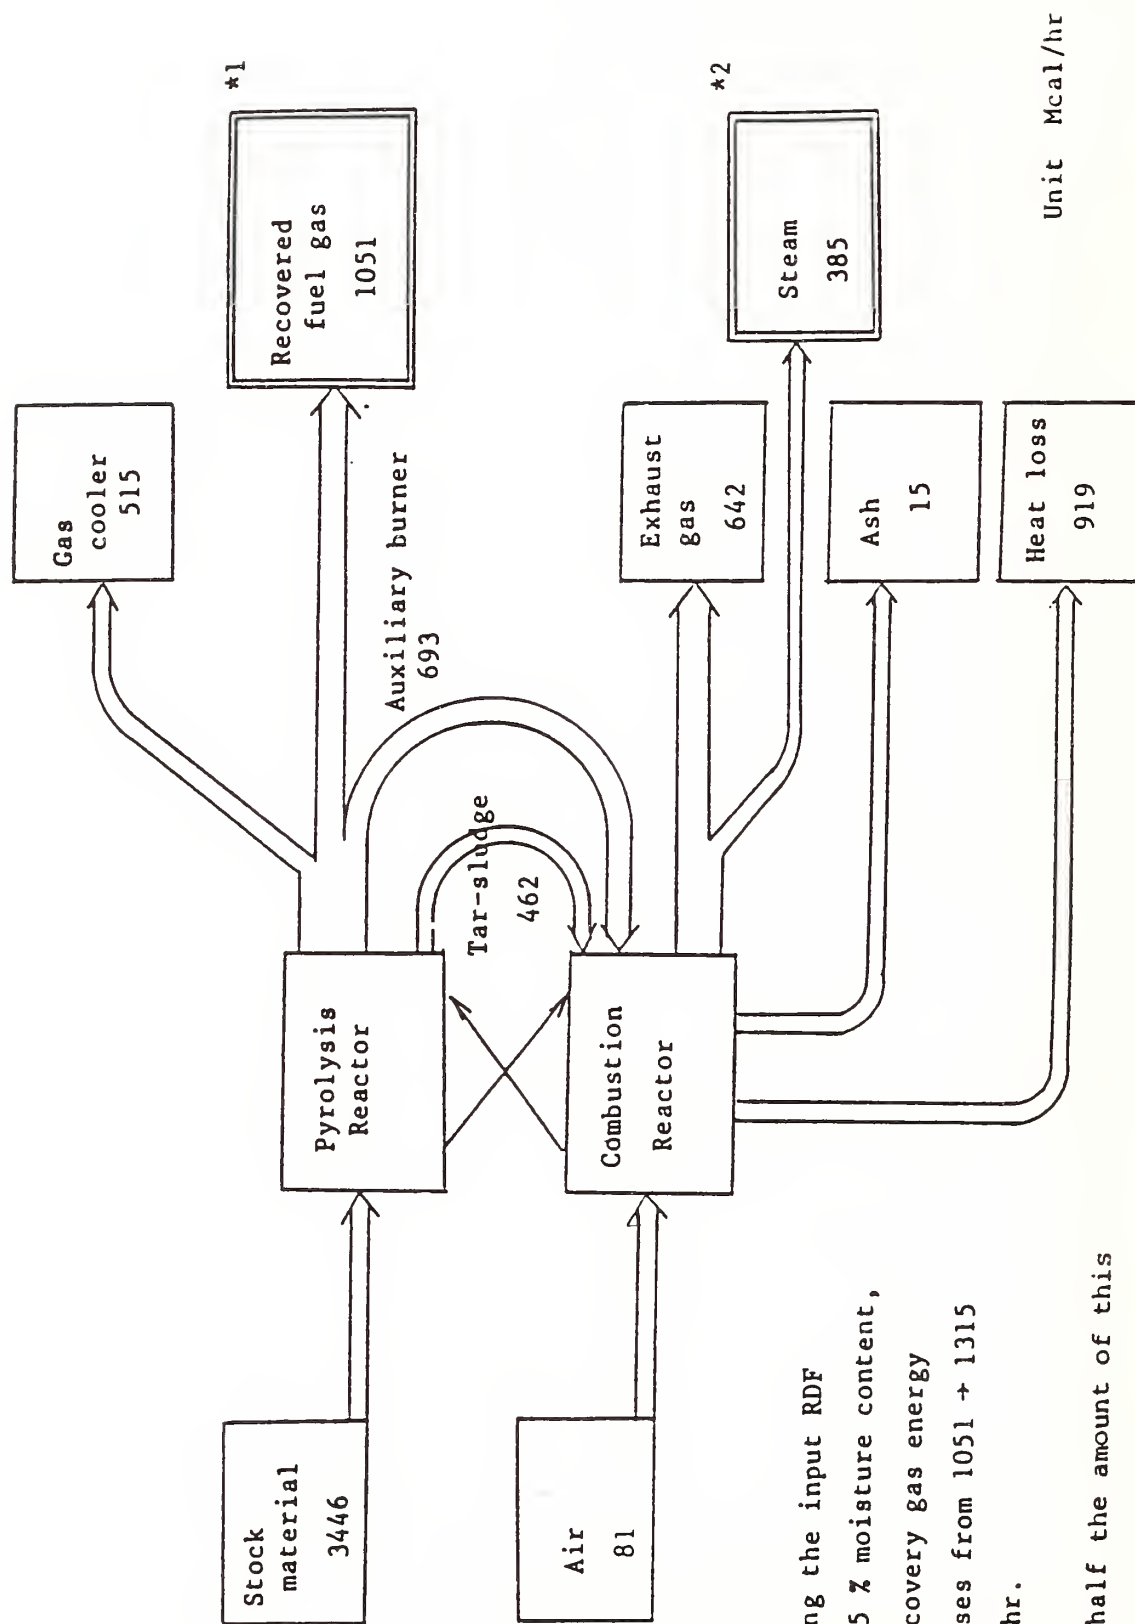 Stock
material
3446
Air
81
Pyrolysis
Reactor
Combustion
Reactor
Tar-sludge
462
Auxiliary burner
693
Gas
cooler
515
*1
Recovered
fuel gas
1051
Exhaust
gas
642
*2
Steam
385
Ash
15
Heat loss
919
Unit Mcal/hr
ng the input RDF
5 % moisture content,
covery gas energy
ses from 1051 → 1315
hr.
half the amount of this